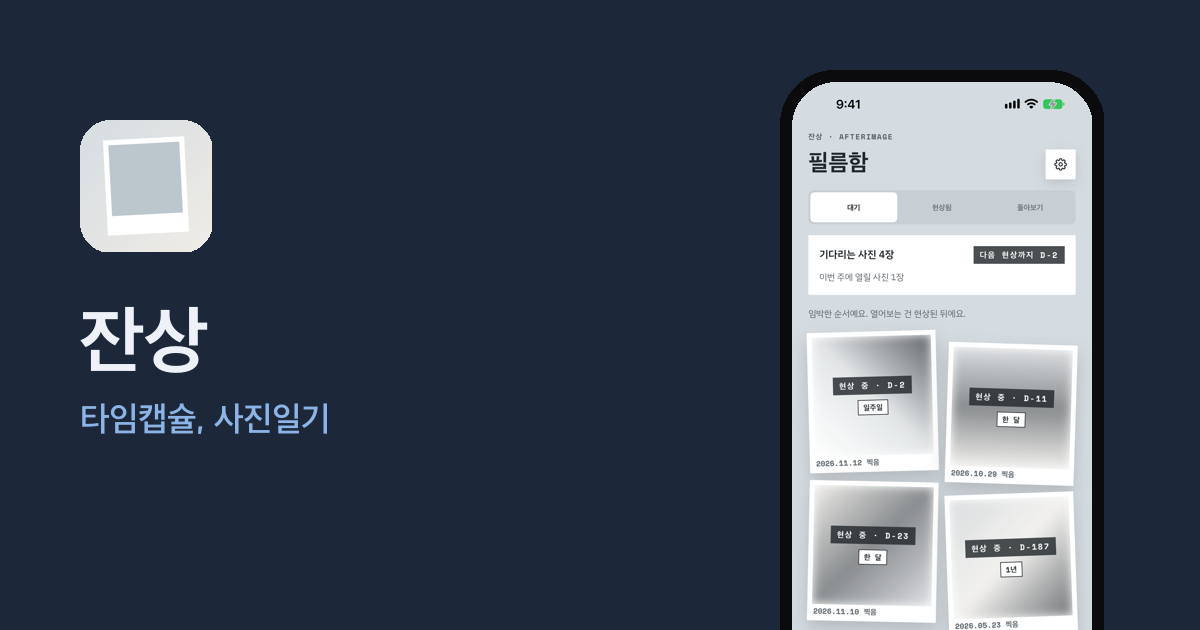 잔상
타임캡슐, 사진일기
9:41
잔상 · AFTERIMAGE
필름함
대기 현상됨 돌아보기
기다리는 사진 4장
다음 현상까지 D-2
이번 주에 열릴 사진 1장
임박한 순서예요. 열어보는 건 현상된 뒤예요.
현상 중 · D-2
일주일
2026.11.12 찍음
현상 중 · D-11
한 달
2026.10.29 찍음
현상 중 · D-23
한 달
2026.11.10 찍음
현상 중 · D-187
1년
2026.05.23 찍음